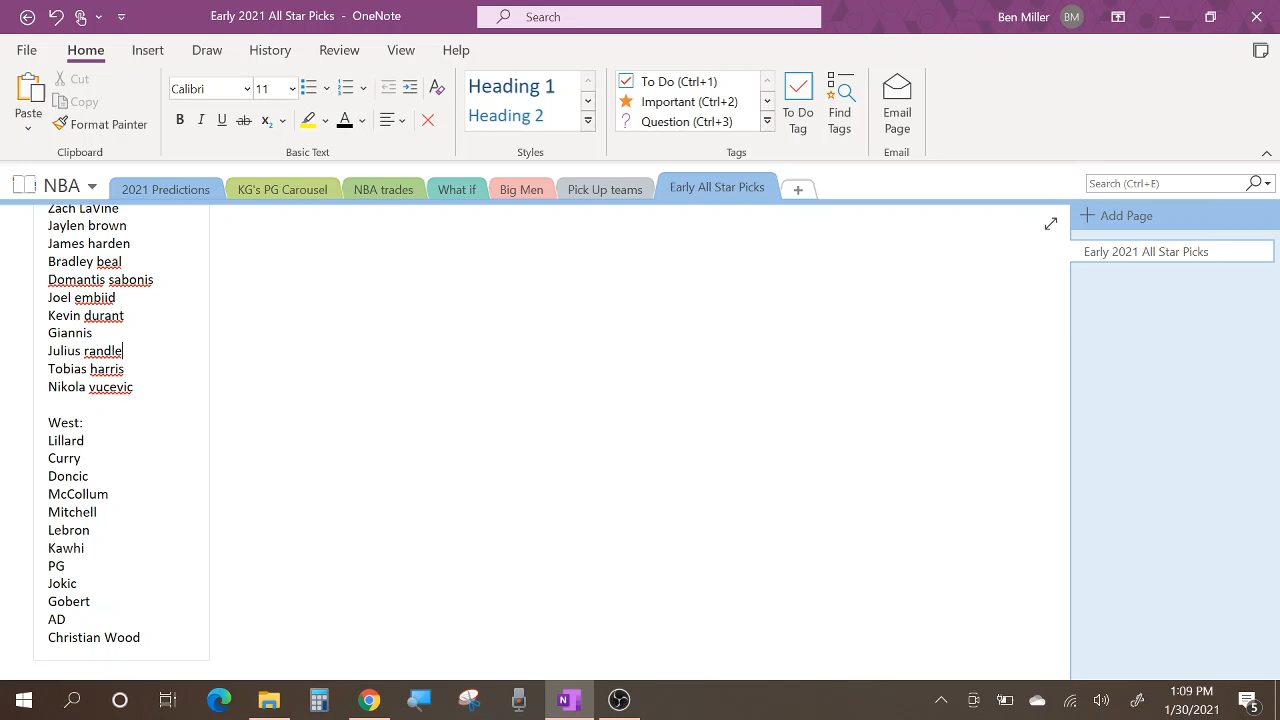 Early 2021 All Star Picks - OneNote
Search
Ben Miller BM
File Home Insert Draw History Review View Help
Paste
Cut
Copy
Format Painter
Clipboard
Calibri 11
B I U ab x₂ A
Basic Text
Heading 1
Heading 2
Styles
To Do (Ctrl+1)
Important (Ctrl+2)
? Question (Ctrl+3)
To Do Tag
Find Tags
Tags
Email Page
Email
NBA
2021 Predictions KG's PG Carousel NBA trades What if Big Men Pick Up teams Early All Star Picks +
Search (Ctrl+E)
Add Page
Early 2021 All Star Picks
Zach LaVine
Jaylen brown
James harden
Bradley beal
Domantis sabonis
Joel embiid
Kevin durant
Giannis
Julius randle
Tobias harris
Nikola vucevic
West:
Lillard
Curry
Doncic
McCollum
Mitchell
Lebron
Kawhi
PG
Jokic
Gobert
AD
Christian Wood
1:09 PM
1/30/2021
5